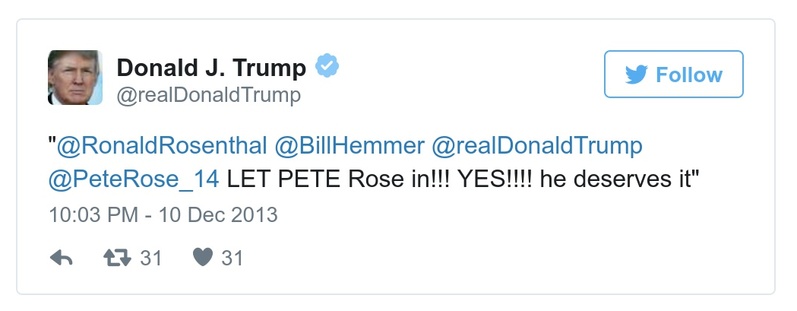 Donald J. Trump
@realDonaldTrump
Follow
"@RonaldRosenthal @BillHemmer @realDonaldTrump
@PeteRose_14 LET PETE Rose in!!! YES!!!! he deserves it"
10:03 PM - 10 Dec 2013
31 31